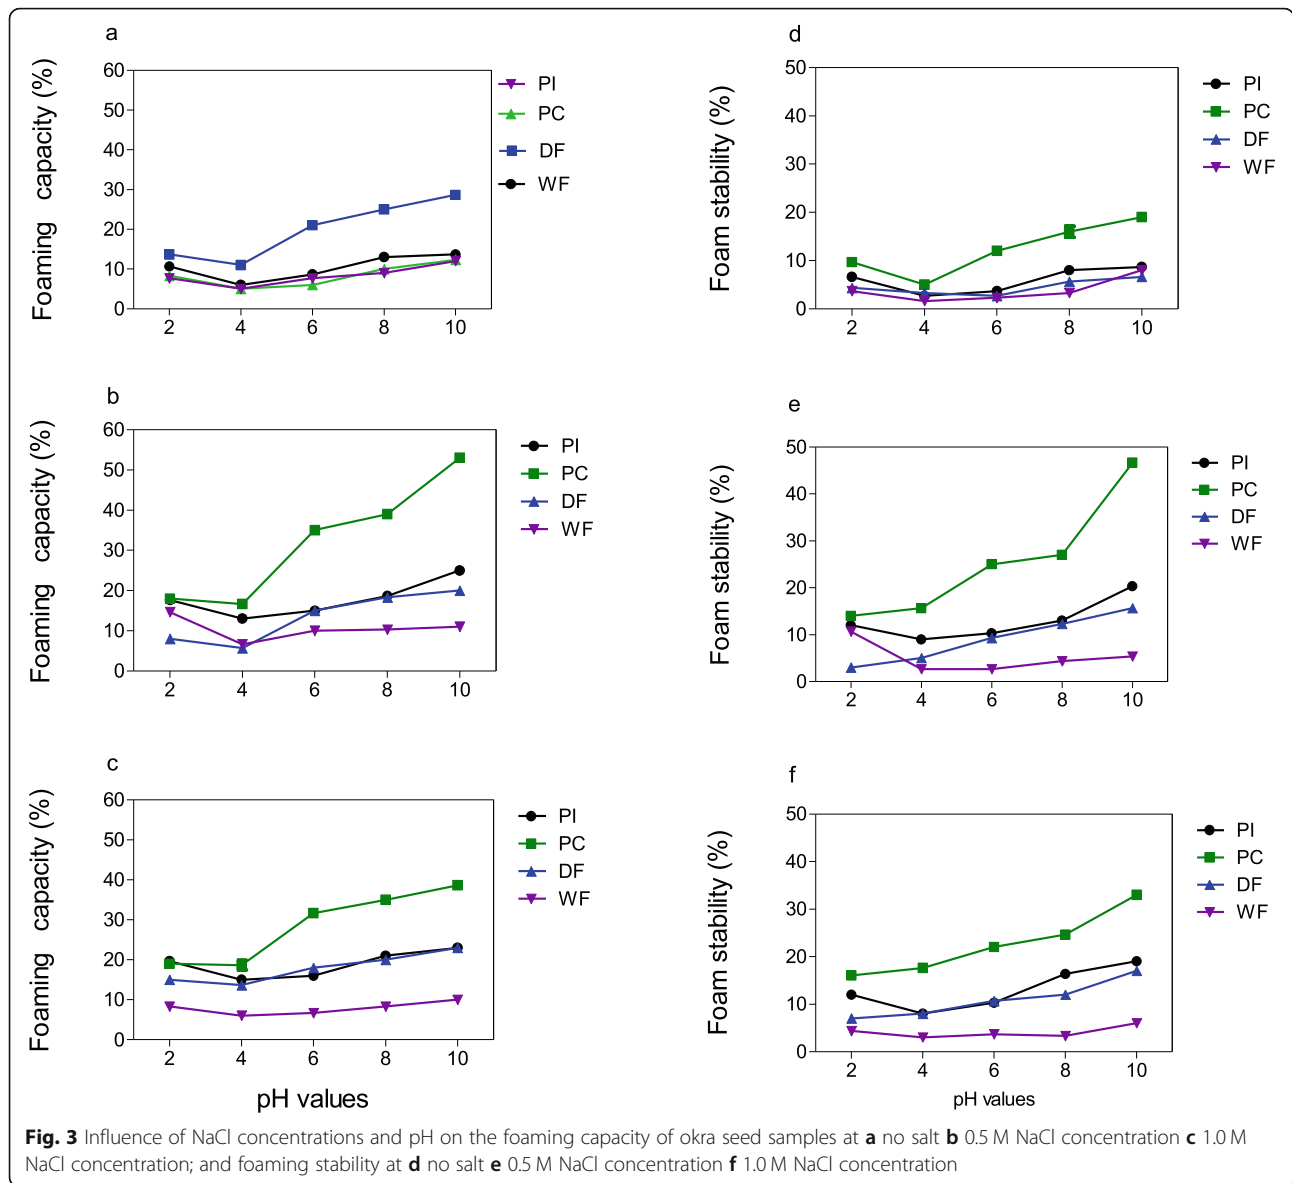 a
Foaming capacity (%)
60
50
40
30
20
10
0
2 4 6 8 10
PI
PC
DF
WF
d
Foam stability (%)
50
40
30
20
10
0
2 4 6 8 10
PI
PC
DF
WF
b
Foaming capacity (%)
60
50
40
30
20
10
0
2 4 6 8 10
PI
PC
DF
WF
e
Foam stability (%)
50
40
30
20
10
0
2 4 6 8 10
PI
PC
DF
WF
c
Foaming capacity (%)
60
50
40
30
20
10
0
2 4 6 8 10
pH values
PI
PC
DF
WF
f
Foam stability (%)
50
40
30
20
10
0
2 4 6 8 10
pH values
PI
PC
DF
WF
Fig. 3 Influence of NaCl concentrations and pH on the foaming capacity of okra seed samples at a no salt b 0.5 M NaCl concentration c 1.0 M
NaCl concentration; and foaming stability at d no salt e 0.5 M NaCl concentration f 1.0 M NaCl concentration